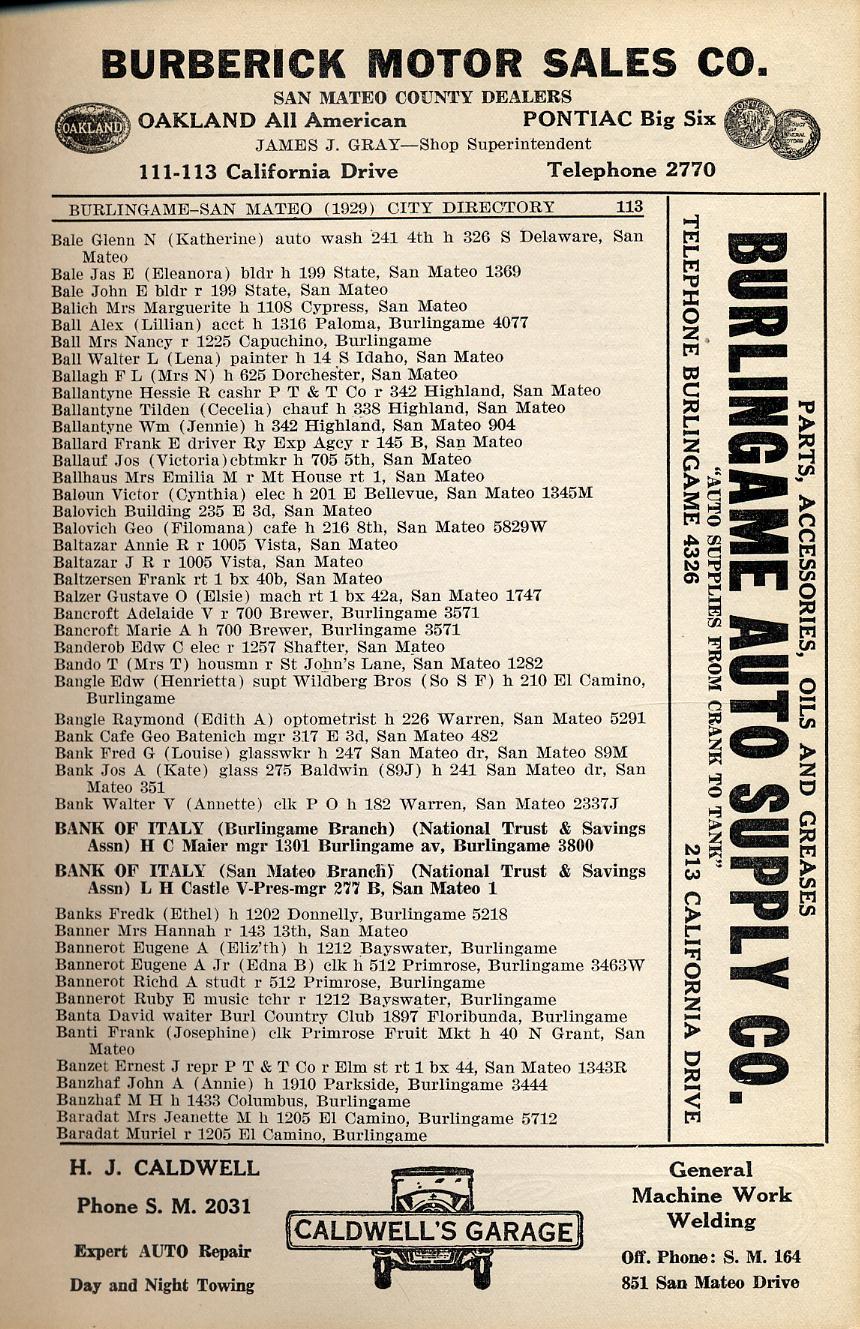 BURBERICK MOTOR SALES CO.
SAN MATEO COUNTY DEALERS
OAKLAND
OAKLAND All American PONTIAC Big Six
PONTIAC
JAMES J. GRAY—Shop Superintendent
111-113 California Drive Telephone 2770
BURLINGAME-SAN MATEO (1929) CITY DIRECTORY 113
Bale Glenn N (Katherine) auto wash 241 4th h 326 S Delaware, San
Mateo
Bale Jas E (Eleanora) bldr h 199 State, San Mateo 1369
Bale John E bldr r 199 State, San Mateo
Balich Mrs Marguerite h 1108 Cypress, San Mateo
Ball Alex (Lillian) acct h 1316 Paloma, Burlingame 4077
Ball Mrs Nancy r 1225 Capuchino, Burlingame
Ball Walter L (Lena) painter h 14 S Idaho, San Mateo
Ballagh F L (Mrs N) h 625 Dorchester, San Mateo
Ballantyne Hessie R cashr P T & T Co r 342 Highland, San Mateo
Ballantyne Tilden (Cecelia) chauf h 338 Highland, San Mateo
Ballantyne Wm (Jennie) h 342 Highland, San Mateo 904
Ballard Frank E driver Ry Exp Agcy r 145 B, San Mateo
Ballauf Jos (Victoria)cbtmkr h 705 5th, San Mateo
Ballhaus Mrs Emilia M r Mt House rt 1, San Mateo
Baloun Victor (Cynthia) elec h 201 E Bellevue, San Mateo 1345M
Balovich Building 235 E 3d, San Mateo
Balovich Geo (Filomana) cafe h 216 8th, San Mateo 5829W
Baltazar Annie R r 1005 Vista, San Mateo
Baltazar J R r 1005 Vista, San Mateo
Baltzersen Frank rt 1 bx 40b, San Mateo
Balzer Gustave O (Elsie) mach rt 1 bx 42a, San Mateo 1747
Bancroft Adelaide V r 700 Brewer, Burlingame 3571
Bancroft Marie A h 700 Brewer, Burlingame 3571
Banderob Edw C elec r 1257 Shafter, San Mateo
Bando T (Mrs T) housmn r St John's Lane, San Mateo 1282
Bangle Edw (Henrietta) supt Wildberg Bros (So S F) h 210 El Camino,
Burlingame
Bangle Raymond (Edith A) optometrist h 226 Warren, San Mateo 5291
Bank Cafe Geo Batenich mgr 317 E 3d, San Mateo 482
Bank Fred G (Louise) glasswkr h 247 San Mateo dr, San Mateo 89M
Bank Jos A (Kate) glass 275 Baldwin (89J) h 241 San Mateo dr, San
Mateo 351
Bank Walter V (Annette) clk P O h 182 Warren, San Mateo 2337J
BANK OF ITALY (Burlingame Branch) (National Trust & Savings
Assn) H C Maier mgr 1301 Burlingame av, Burlingame 3800
BANK OF ITALY (San Mateo Branch) (National Trust & Savings
Assn) L H Castle V-Pres-mgr 277 B, San Mateo 1
Banks Fredk (Ethel) h 1202 Donnelly, Burlingame 5218
Banner Mrs Hannah r 143 13th, San Mateo
Bannerot Eugene A (Eliz'th) h 1212 Bayswater, Burlingame
Bannerot Eugene A Jr (Edna B) clk h 512 Primrose, Burlingame 3463W
Bannerot Richd A studt r 512 Primrose, Burlingame
Bannerot Ruby E music tchr r 1212 Bayswater, Burlingame
Banta David waiter Burl Country Club 1897 Floribunda, Burlingame
Banti Frank (Josephine) clk Primrose Fruit Mkt h 40 N Grant, San
Mateo
Banzet Ernest J repr P T & T Co r Elm st rt 1 bx 44, San Mateo 1343R
Banzhaf John A (Annie) h 1910 Parkside, Burlingame 3444
Banzhaf M H h 1433 Columbus, Burlingame
Baradat Mrs Jeanette M h 1205 El Camino, Burlingame 5712
Baradat Muriel r 1205 El Camino, Burlingame
PARTS, ACCESSORIES, OILS AND GREASES
BURLINGAME AUTO SUPPLY CO.
"AUTO SUPPLIES FROM CRANK TO TANK"
TELEPHONE BURLINGAME 4326 213 CALIFORNIA DRIVE
H. J. CALDWELL
Phone S. M. 2031
Expert AUTO Repair
Day and Night Towing
CALDWELL'S GARAGE
General
Machine Work
Welding
Off. Phone: S. M. 164
851 San Mateo Drive